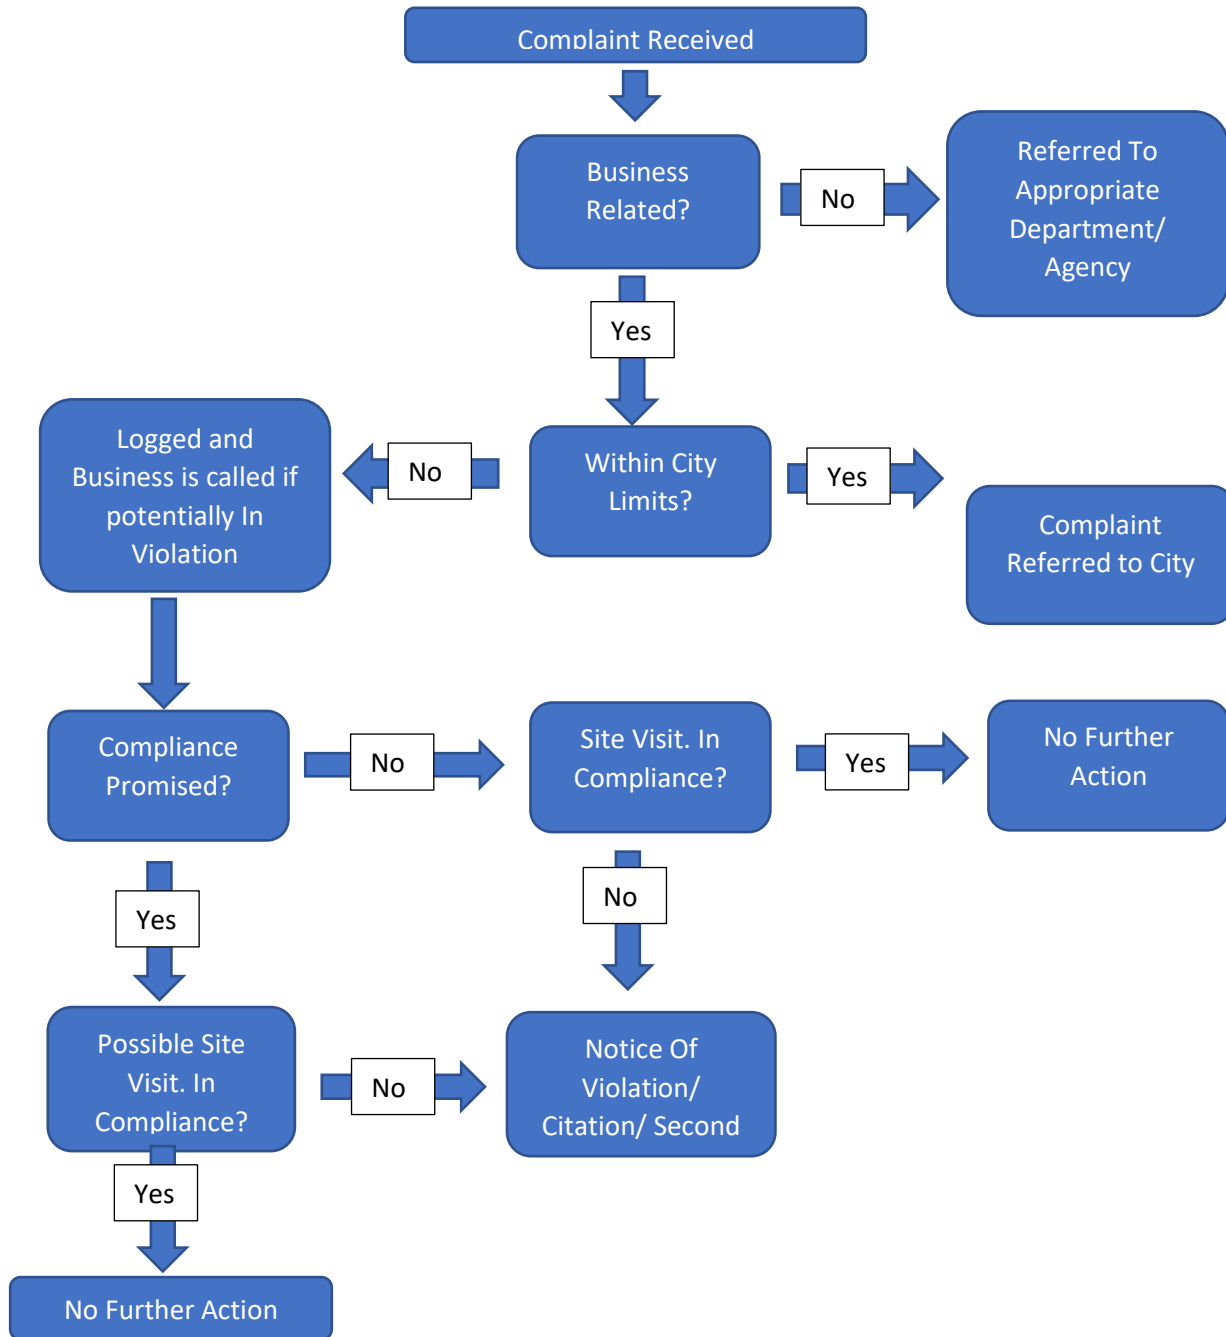 Complaint Received
Business
Related?
No
Referred To
Appropriate
Department/
Agency
Yes
Logged and
Business is called if
potentially In
Violation
No
Within City
Limits?
Yes
Complaint
Referred to City
Compliance
Promised?
No
Site Visit. In
Compliance?
Yes
No Further
Action
Yes
No
Possible Site
Visit. In
Compliance?
No
Notice Of
Violation/
Citation/ Second
Yes
No Further Action